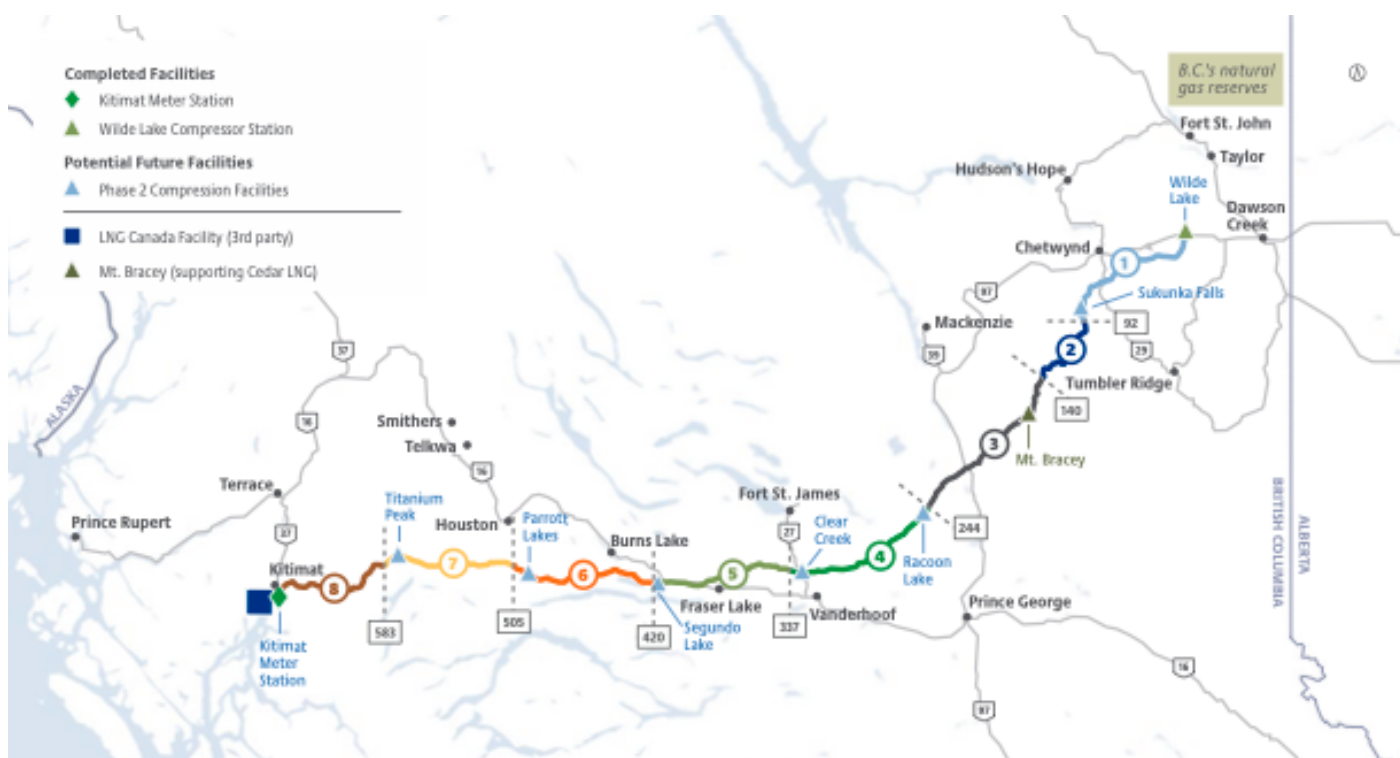 Completed Facilities
Kitimat Meter Station
Wilde Lake Compressor Station
Potential Future Facilities
Phase 2 Compression Facilities
LNG Canada Facility (3rd party)
Mt. Bracey (supporting Cedar LNG)
B.C.'s natural
gas reserves
Fort St. John
Taylor
Hudson's Hope
Wilde
Lake
Dawson
Creek
Chetwynd
1
Sukunka Falls
97
92
Mackenzie
2
29
39
Tumbler Ridge
140
37
ALASKA
16
Smithers
Telkwa
16
3
Mt. Bracey
Terrace
37
Prince Rupert
Titanium
Peak
Houston
Parrott
Lakes
Fort St. James
27
Clear
Creek
244
BRITISH COLUMBIA
ALBERTA
Burns Lake
4
Racoon
Lake
Kitimat
8
7
6
5
Fraser Lake
Vanderhoof
Prince George
583
505
420
337
Segundo
Lake
Kitimat
Meter
Station
16
97